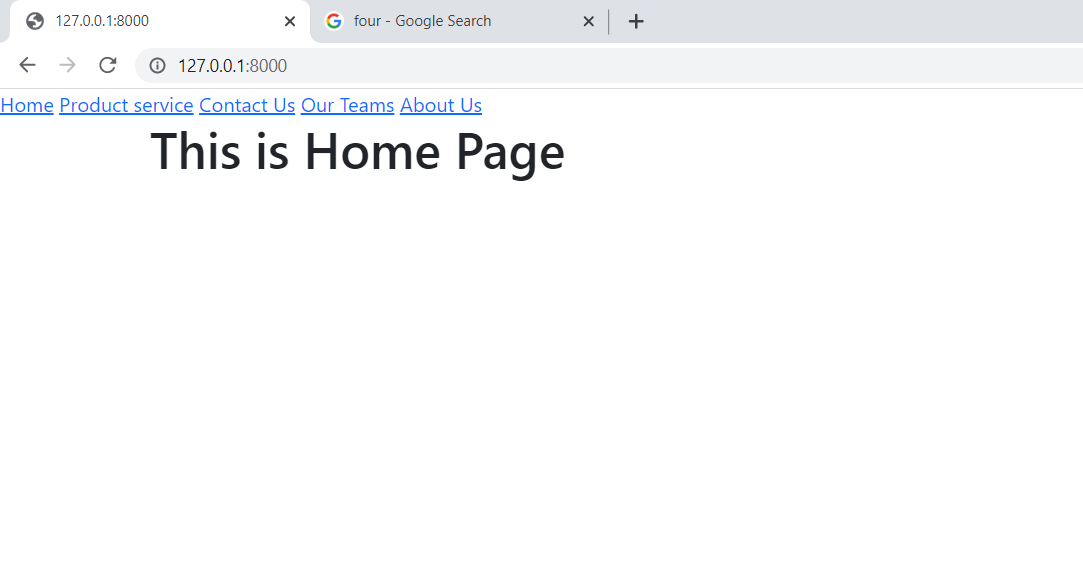 127.0.0.1:8000
four - Google Search
127.0.0.1:8000
Home Product service Contact Us Our Teams About Us
This is Home Page